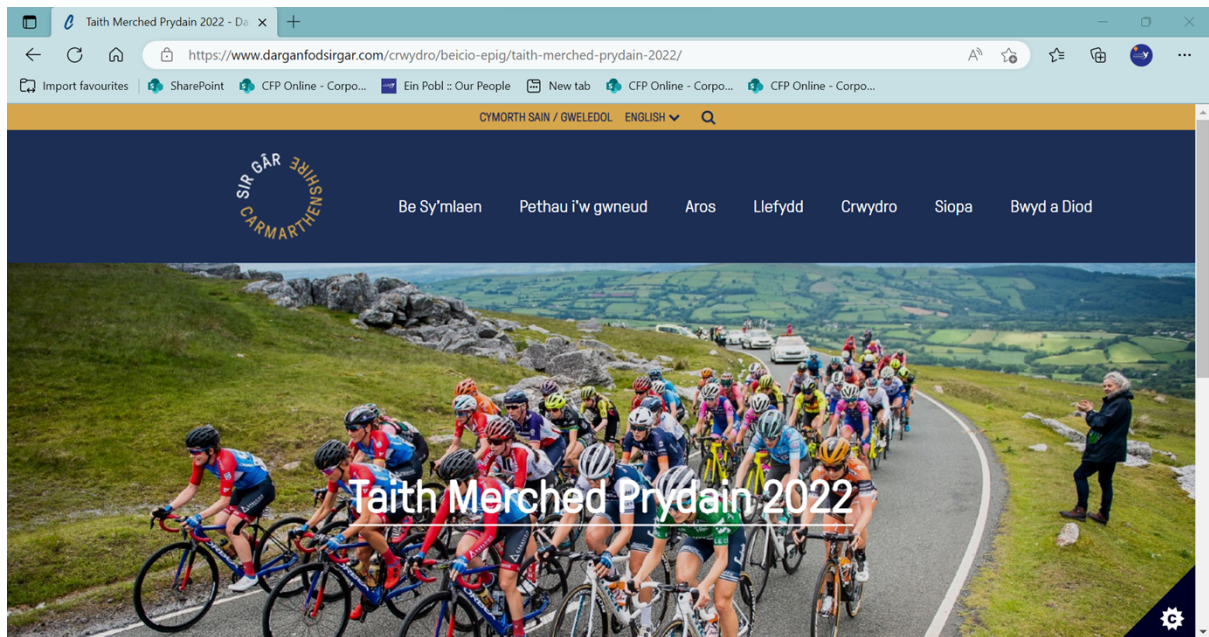 Taith Merched Prydain 2022 - Da
https://www.darganfodsirgar.com/crwydro/beicio-epig/taith-merched-prydain-2022/
Import favourites SharePoint CFP Online - Corpo... Ein Pobl :: Our People New tab CFP Online - Corpo... CFP Online - Corpo...
CYMORTH SAIN / GWELEDOL ENGLISH
SIR GÂR
CARMARTHENSHIRE
Be Sy'mlaen Pethau i'w gwneud Aros Llefydd Crwydro Siopa Bwyd a Diod
Taith Merched Prydain 2022